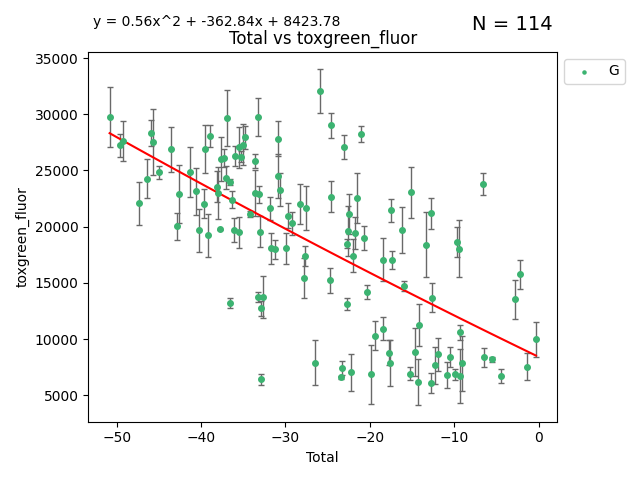 y = 0.56x^2 + -362.84x + 8423.78
N = 114
Total vs toxgreen_fluor
G
35000
30000
25000
20000
15000
10000
5000
toxgreen_fluor
−50 −40 −30 −20 −10 0
Total